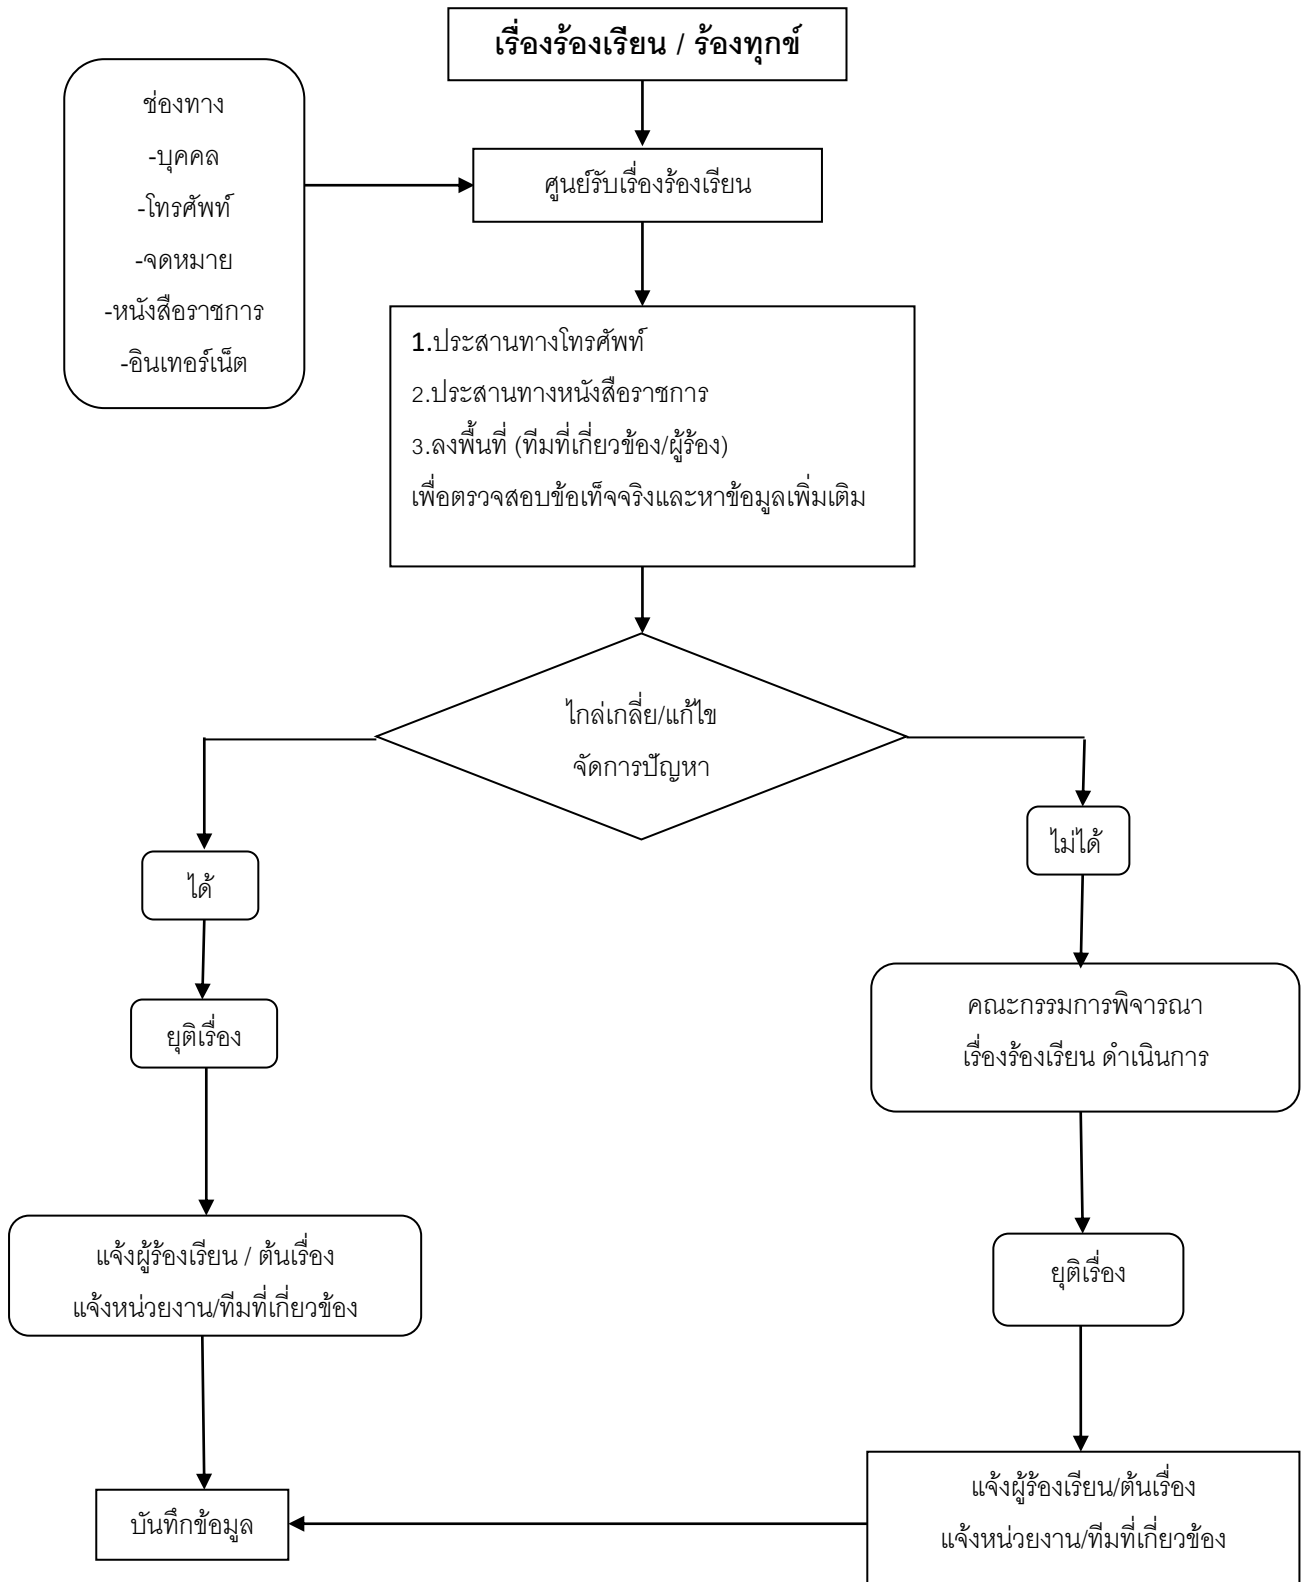 เรื่องร้องเรียน / ร้องทุกข์
ช่องทาง
-บุคคล
-โทรศัพท์
-จดหมาย
-หนังสือราชการ
-อินเทอร์เน็ต
ศูนย์รับเรื่องร้องเรียน
1.ประสานทางโทรศัพท์
2.ประสานทางหนังสือราชการ
3.ลงพื้นที่ (ทีมที่เกี่ยวข้อง/ผู้ร้อง)
เพื่อตรวจสอบข้อเท็จจริงและหาข้อมูลเพิ่มเติม
ไกล่เกลี่ย/แก้ไข
จัดการปัญหา
ได้
ยุติเรื่อง
แจ้งผู้ร้องเรียน / ต้นเรื่อง
แจ้งหน่วยงาน/ทีมที่เกี่ยวข้อง
ไม่ได้
คณะกรรมการพิจารณา
เรื่องร้องเรียน ดำเนินการ
ยุติเรื่อง
แจ้งผู้ร้องเรียน/ต้นเรื่อง
แจ้งหน่วยงาน/ทีมที่เกี่ยวข้อง
บันทึกข้อมูล